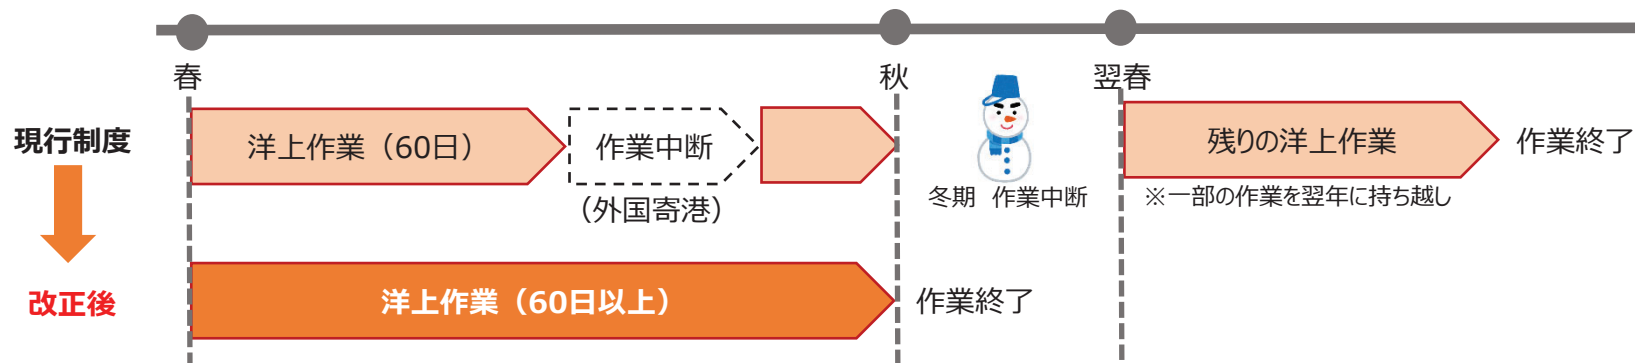 春
秋
翌春
現行制度
洋上作業（60日）
作業中断
（外国寄港）
冬期 作業中断
残りの洋上作業
作業終了
※一部の作業を翌年に持ち越し
改正後
洋上作業（60日以上）
作業終了